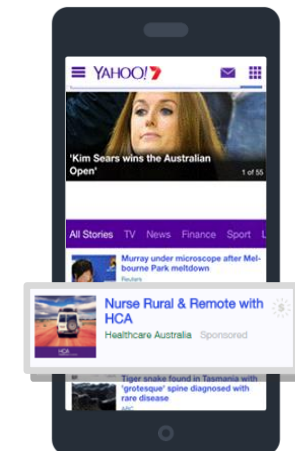 YAHOO!7
'Kim Sears wins the Australian
Open'
1 of 55
All Stories TV News Finance Sport L
Murray under microscope after Mel-
bourne Park meltdown
Reuters
Nurse Rural & Remote with
HCA
Healthcare Australia Sponsored
S
HCA
Tiger snake found in Tasmania with
'grotesque' spine diagnosed with
rare disease
ABC